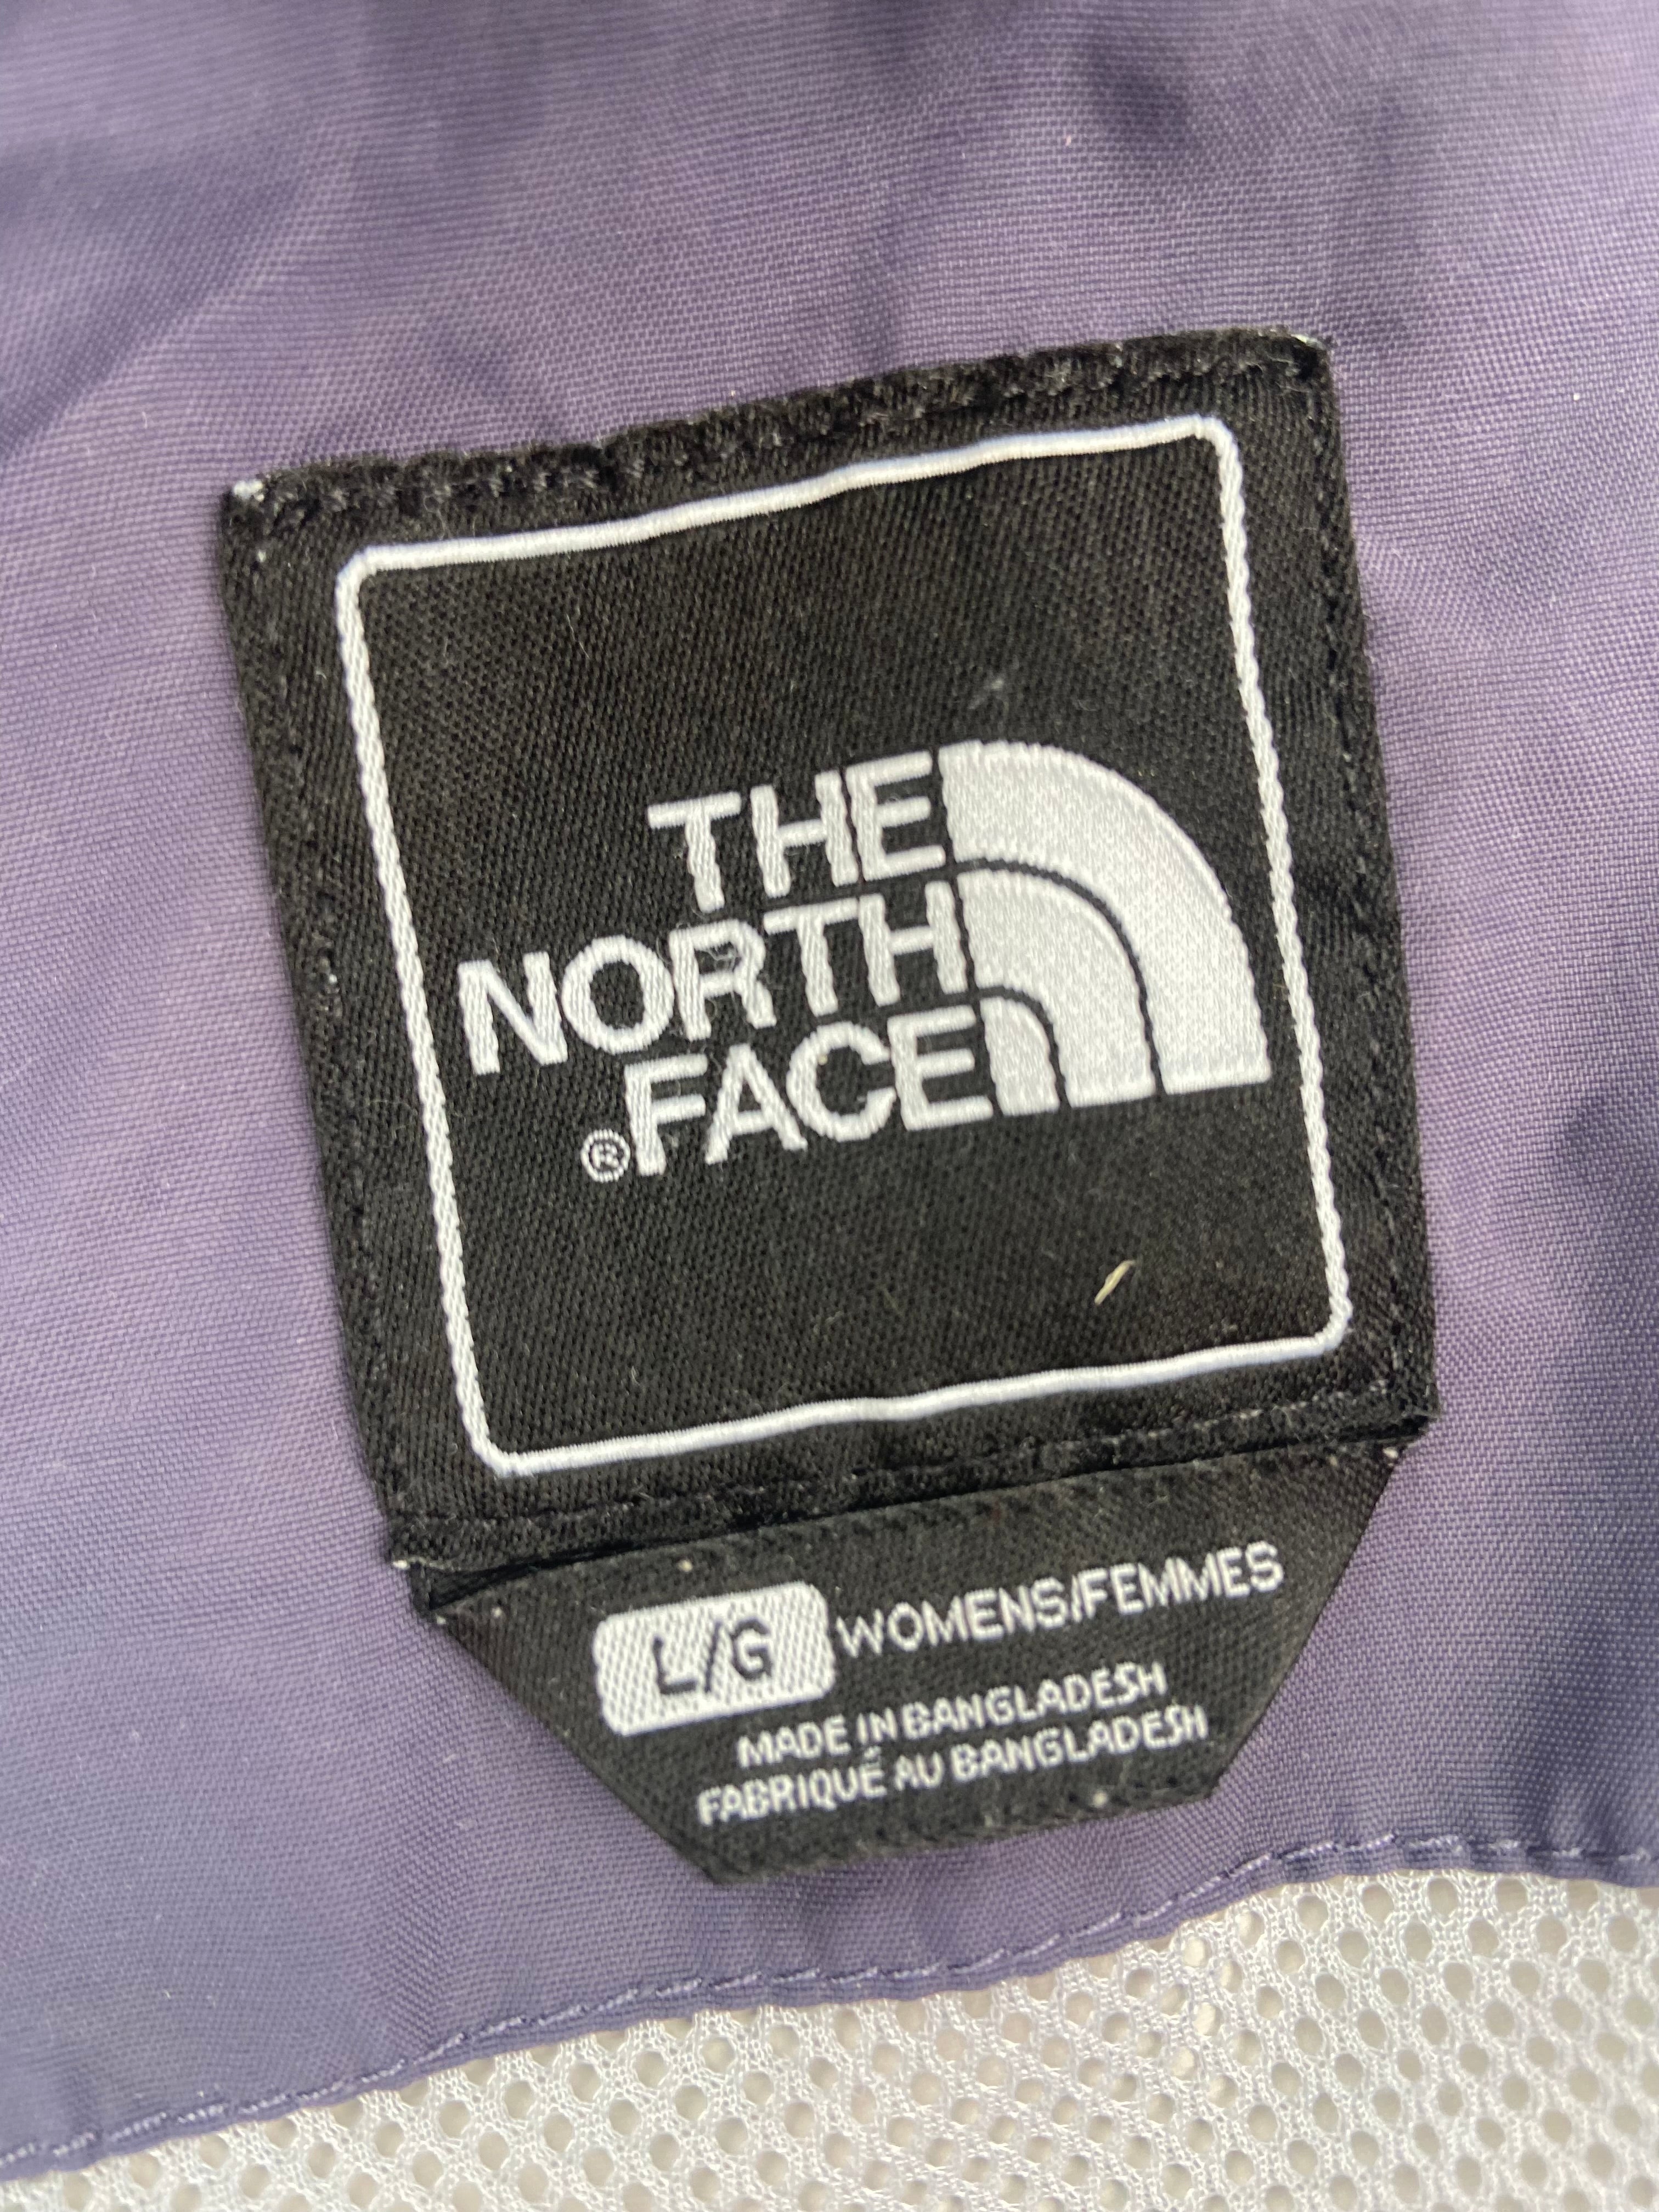 THE
NORTH
®FACE
L/G WOMENS/FEMMES
MADE IN BANGLADESH
FABRIQUÉ AU BANGLADESH